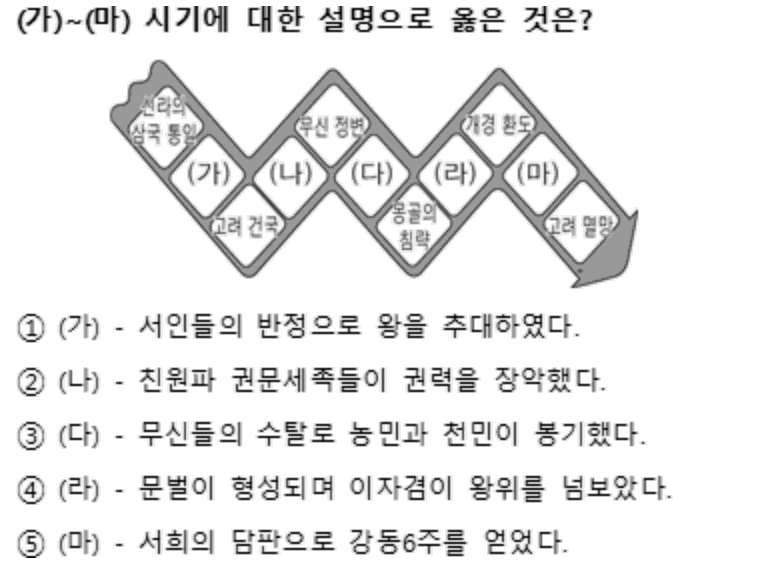 (가)~(마) 시기에 대한 설명으로 옳은 것은?
신라의
삼국 통일
(가)
고려 건국
(나)
무신 정변
(다)
몽골의
침략
(라)
개경 환도
(마)
고려 멸망
① (가) - 서인들의 반정으로 왕을 추대하였다.
② (나) - 친원파 권문세족들이 권력을 장악했다.
③ (다) - 무신들의 수탈로 농민과 천민이 봉기했다.
④ (라) - 문벌이 형성되며 이자겸이 왕위를 넘보았다.
⑤ (마) - 서희의 담판으로 강동6주를 얻었다.